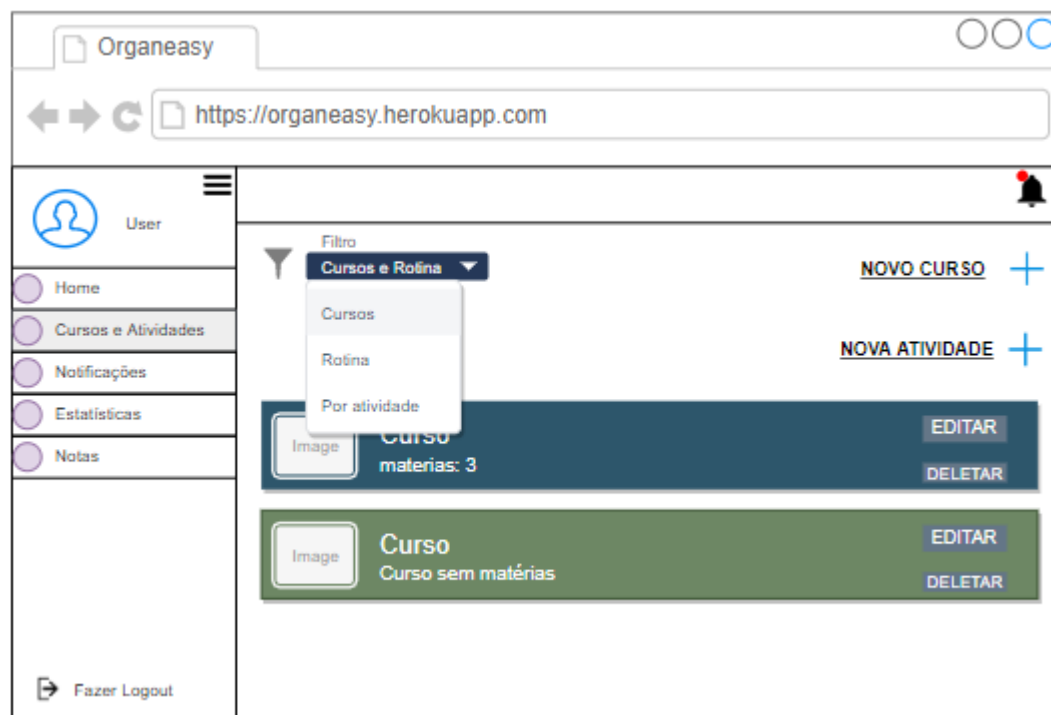 Organeasy
https://organeasy.herokuapp.com
User
Home
Cursos e Atividades
Notificações
Estatísticas
Notas
Fazer Logout
Filtro
Cursos e Rotina
Cursos
Rotina
Por atividade
NOVO CURSO
NOVA ATIVIDADE
Image
Curso
materias: 3
EDITAR
DELETAR
Image
Curso
Curso sem matérias
EDITAR
DELETAR